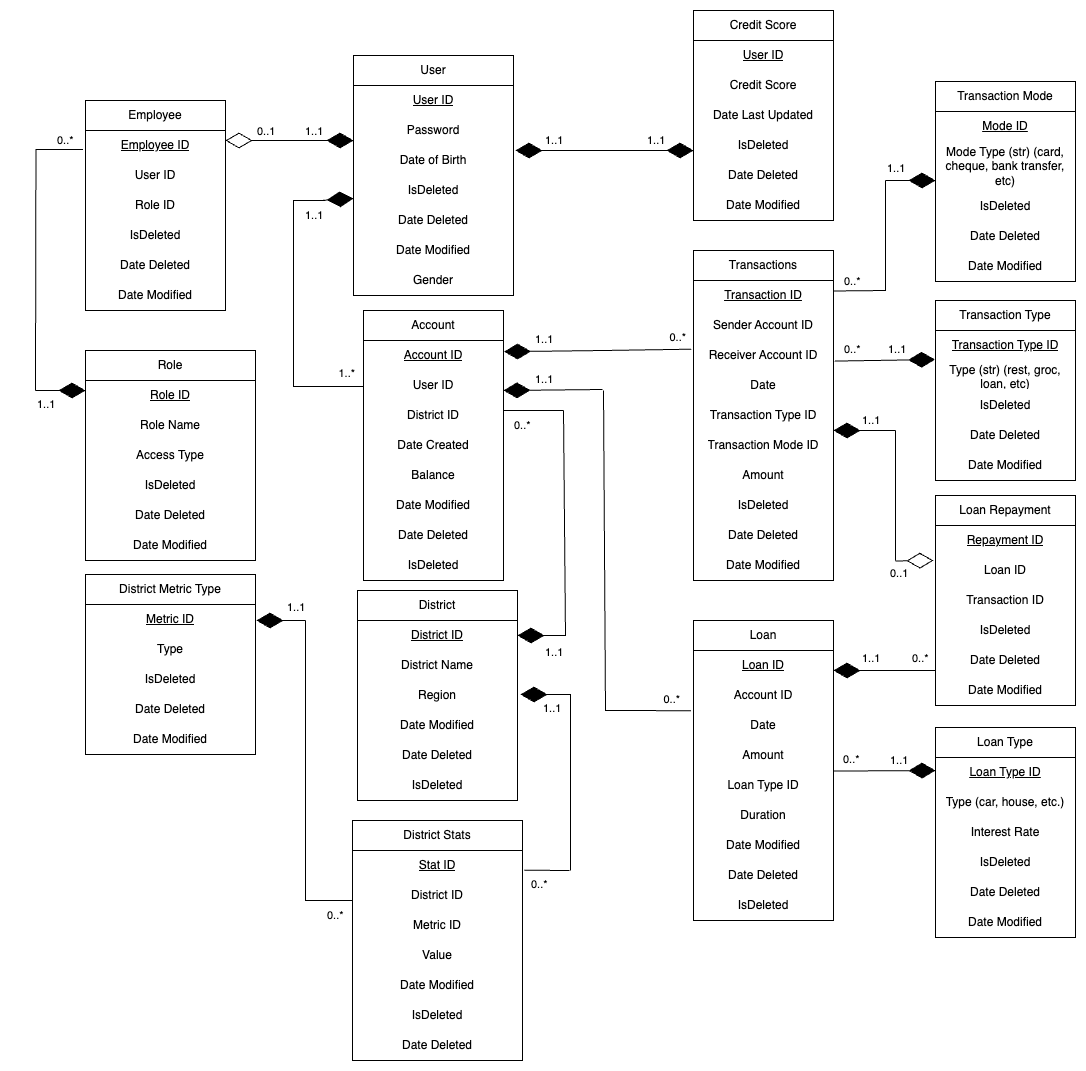 Employee
Employee ID
User ID
Role ID
IsDeleted
Date Deleted
Date Modified
0..*
1..1
0..1
1..1
Role
Role ID
Role Name
Access Type
IsDeleted
Date Deleted
Date Modified
District Metric Type
Metric ID
Type
IsDeleted
Date Deleted
Date Modified
1..1
0..*
User
User ID
Password
Date of Birth
IsDeleted
Date Deleted
Date Modified
Gender
1..1
1..*
1..1
1..1
Account
Account ID
User ID
District ID
Date Created
Balance
Date Modified
Date Deleted
IsDeleted
1..1
0..*
1..1
0..*
0..*
1..1
District
District ID
District Name
Region
Date Modified
Date Deleted
IsDeleted
1..1
0..*
District Stats
Stat ID
District ID
Metric ID
Value
Date Modified
IsDeleted
Date Deleted
Credit Score
User ID
Credit Score
Date Last Updated
IsDeleted
Date Deleted
Date Modified
Transactions
Transaction ID
Sender Account ID
Receiver Account ID
Date
Transaction Type ID
Transaction Mode ID
Amount
IsDeleted
Date Deleted
Date Modified
1..1
0..*
0..*
1..1
1..1
0..1
Loan
Loan ID
Account ID
Date
Amount
Loan Type ID
Duration
Date Modified
Date Deleted
IsDeleted
1..1
0..*
0..*
1..1
Transaction Mode
Mode ID
Mode Type (str) (card,
cheque, bank transfer,
etc)
IsDeleted
Date Deleted
Date Modified
Transaction Type
Transaction Type ID
Type (str) (rest, groc,
loan, etc)
IsDeleted
Date Deleted
Date Modified
Loan Repayment
Repayment ID
Loan ID
Transaction ID
IsDeleted
Date Deleted
Date Modified
Loan Type
Loan Type ID
Type (car, house, etc.)
Interest Rate
IsDeleted
Date Deleted
Date Modified